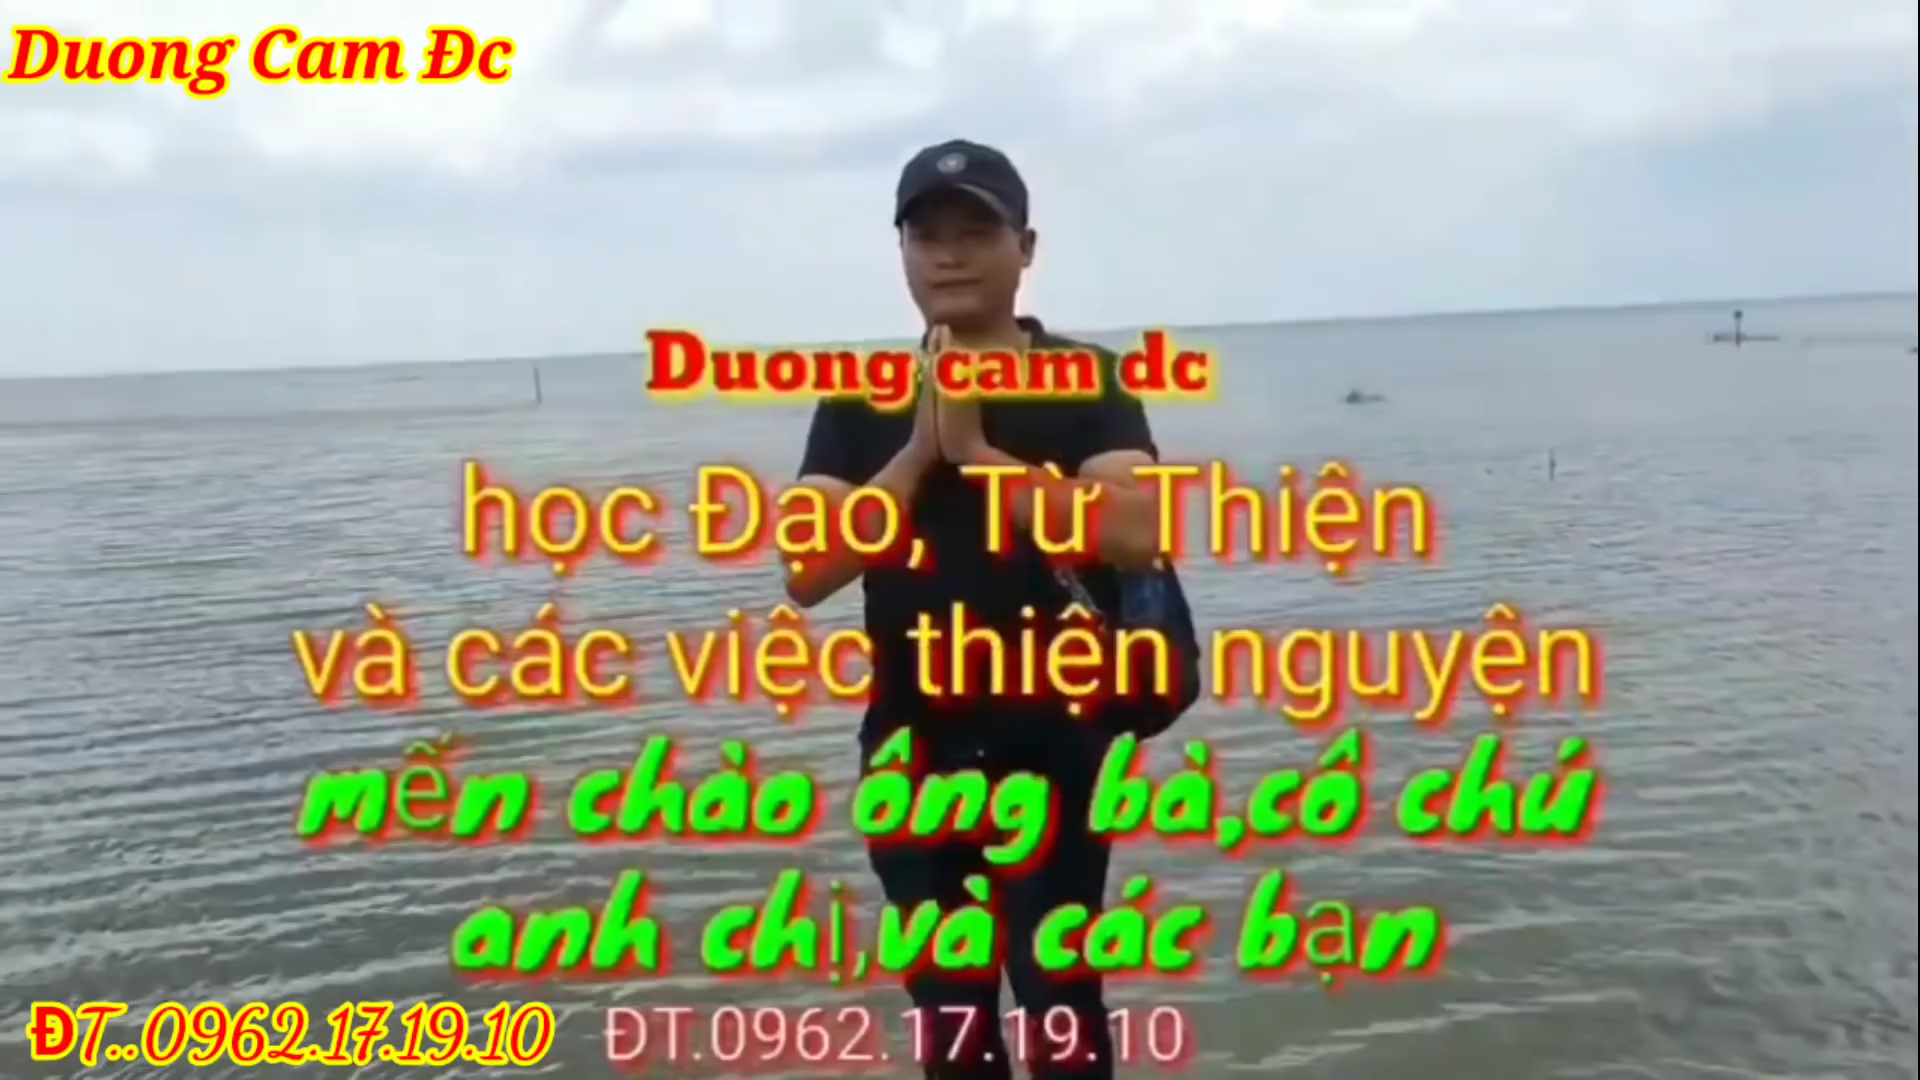 Duong Cam Đc
Duong cam dc
học Đạo, Từ Thiện
và các việc thiện nguyện
mến chào ông bà,cô chú
anh chị,và các bạn
ĐT..0962.17.19.10
ĐT.0962.17.19.10